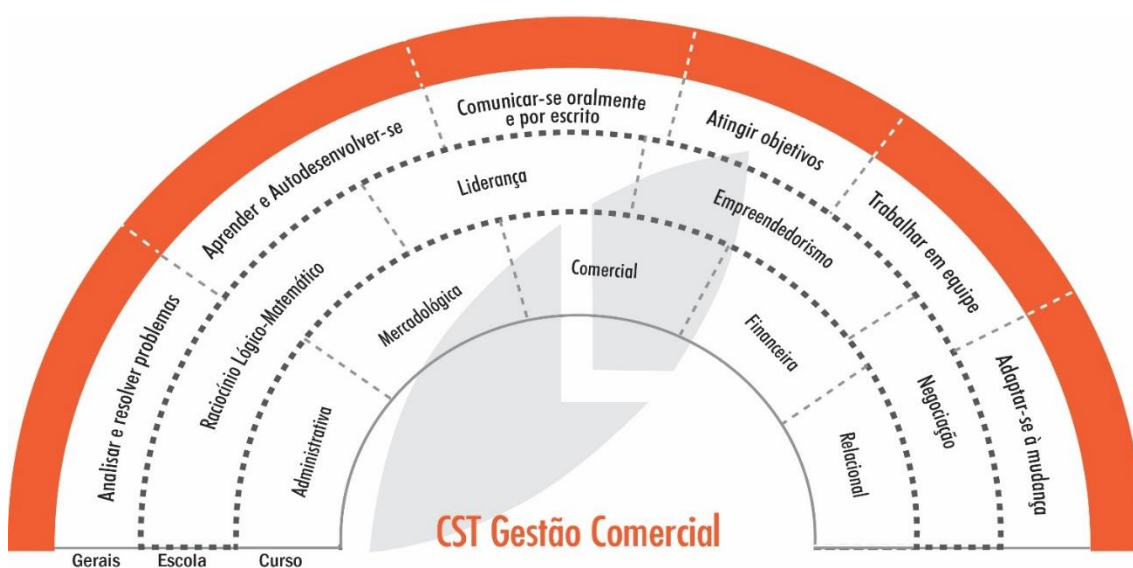 Analisar e resolver problemas
Aprender e Autodesenvolver-se
Comunicar-se oralmente
e por escrito
Atingir objetivos
Trabalhar em equipe
Adaptar-se à mudança
Raciocínio Lógico-Matemático
Liderança
Empreendedorismo
Negociação
Administrativa
Mercadológica
Comercial
Financeira
Relacional
CST Gestão Comercial
Gerais
Escola
Curso